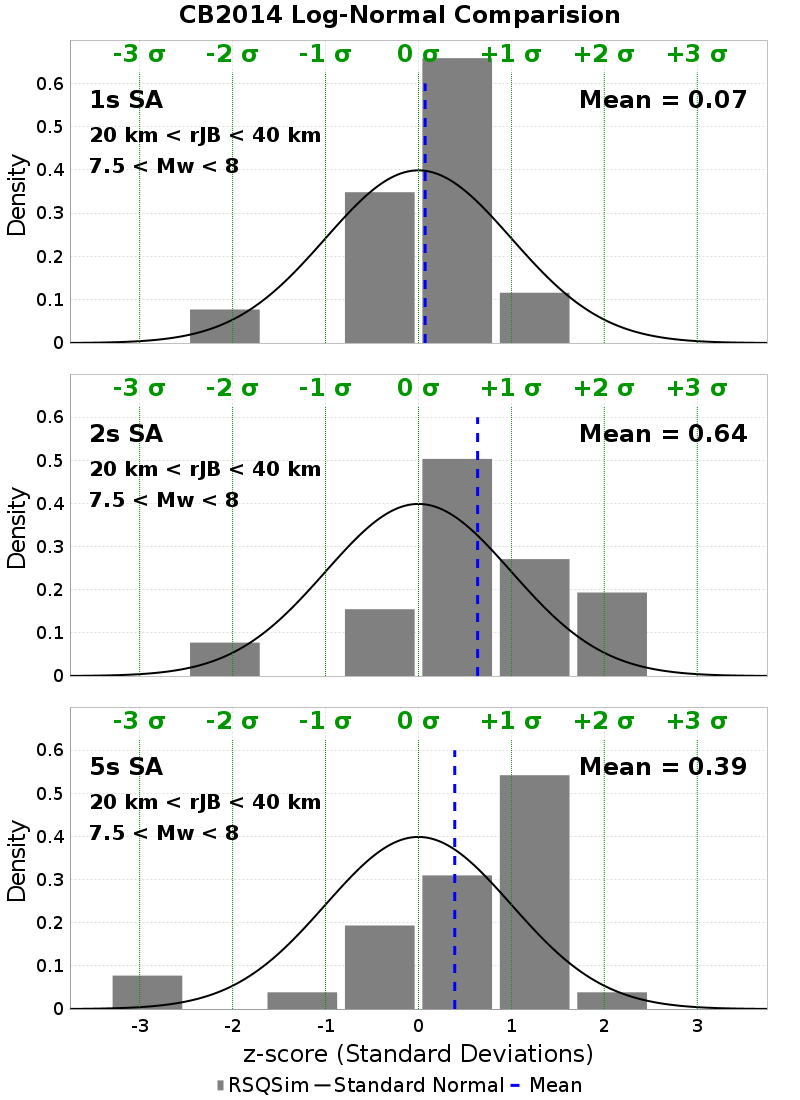 CB2014 Log-Normal Comparision
-3 σ -2 σ -1 σ 0 σ +1 σ +2 σ +3 σ
1s SA
Mean = 0.07
20 km < rJB < 40 km
7.5 < Mw < 8
Density
0.6
0.5
0.4
0.3
0.2
0.1
0
-3 σ -2 σ -1 σ 0 σ +1 σ +2 σ +3 σ
2s SA
Mean = 0.64
20 km < rJB < 40 km
7.5 < Mw < 8
Density
0.6
0.5
0.4
0.3
0.2
0.1
0
-3 σ -2 σ -1 σ 0 σ +1 σ +2 σ +3 σ
5s SA
Mean = 0.39
20 km < rJB < 40 km
7.5 < Mw < 8
Density
0.6
0.5
0.4
0.3
0.2
0.1
0
-3 -2 -1 0 1 2 3
z-score (Standard Deviations)
RSQSim Standard Normal Mean